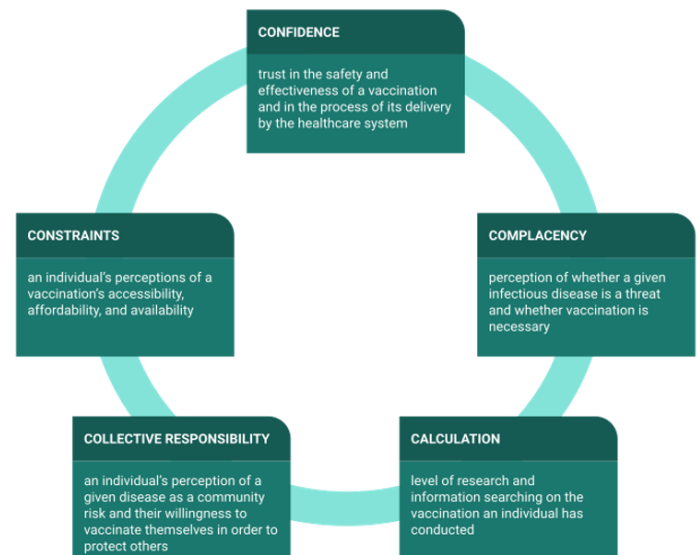 CONFIDENCE
trust in the safety and
effectiveness of a vaccination
and in the process of its delivery
by the healthcare system
CONSTRAINTS
an individual's perceptions of a
vaccination's accessibility,
affordability, and availability
COMPLACENCY
perception of whether a given
infectious disease is a threat
and whether vaccination is
necessary
COLLECTIVE RESPONSIBILITY
an individual's perception of a
given disease as a community
risk and their willingness to
vaccinate themselves in order to
protect others
CALCULATION
level of research and
information searching on the
vaccination an individual has
conducted